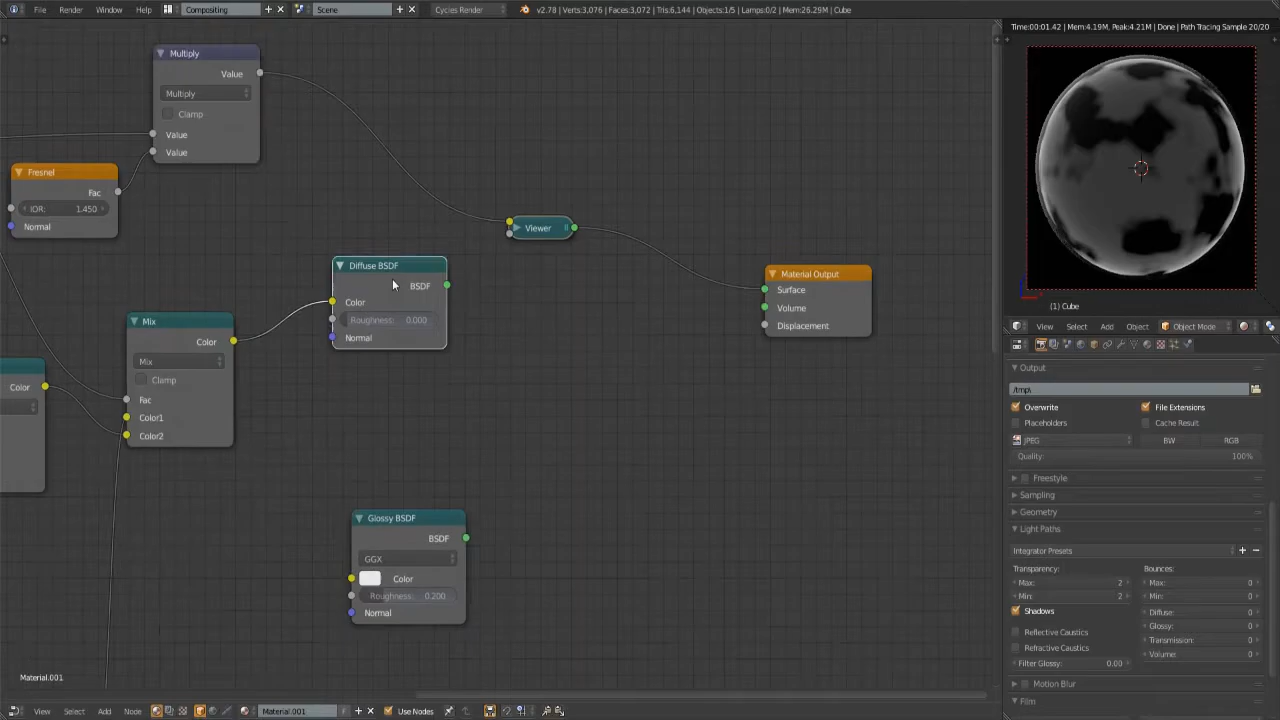 File Render Window Help Compositing Scene Cycles Render v2.78 | Verts:3,076 | Faces:3,072 | Tris:6,144 | Objects:1/5 | Lamps:0/2 | Mem:26.29M | Cube
Time:00:01.42 | Mem:4.19M, Peak:4.21M | Done | Path Tracing Sample 20/20
Multiply
Value
Multiply
Clamp
Value
Value
Fresnel
Fac
IOR: 1.450
Normal
Viewer
Diffuse BSDF
BSDF
Color
Roughness: 0.000
Normal
Material Output
Surface
Volume
Displacement
Mix
Color
Mix
Clamp
Fac
Color1
Color2
Color
Glossy BSDF
BSDF
GGX
Color
Roughness: 0.200
Normal
Material.001
(1) Cube
View Select Add Object Object Mode
Output
/tmp\
Overwrite File Extensions
Placeholders Cache Result
JPEG BW RGB
Quality: 100%
Freestyle
Sampling
Geometry
Light Paths
Integrator Presets
Transparency: Bounces:
Max: 2 Max: 0
Min: 2 Min: 0
Shadows Diffuse: 0
Glossy: 0
Reflective Caustics Transmission: 0
Refractive Caustics Volume: 0
Filter Glossy: 0.00
Motion Blur
Film
View Select Add Node Material.001 F Use Nodes